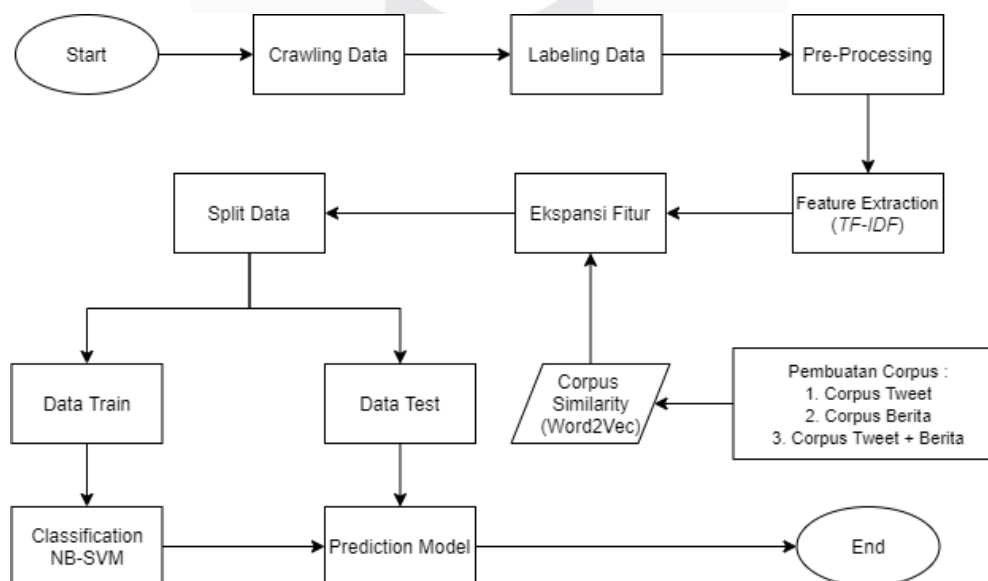 Start
Crawling Data
Labeling Data
Pre-Processing
Feature Extraction
(TF-IDF)
Ekspansi Fitur
Split Data
Data Train
Data Test
Corpus
Similarity
(Word2Vec)
Pembuatan Corpus :
1. Corpus Tweet
2. Corpus Berita
3. Corpus Tweet + Berita
Classification
NB-SVM
Prediction Model
End